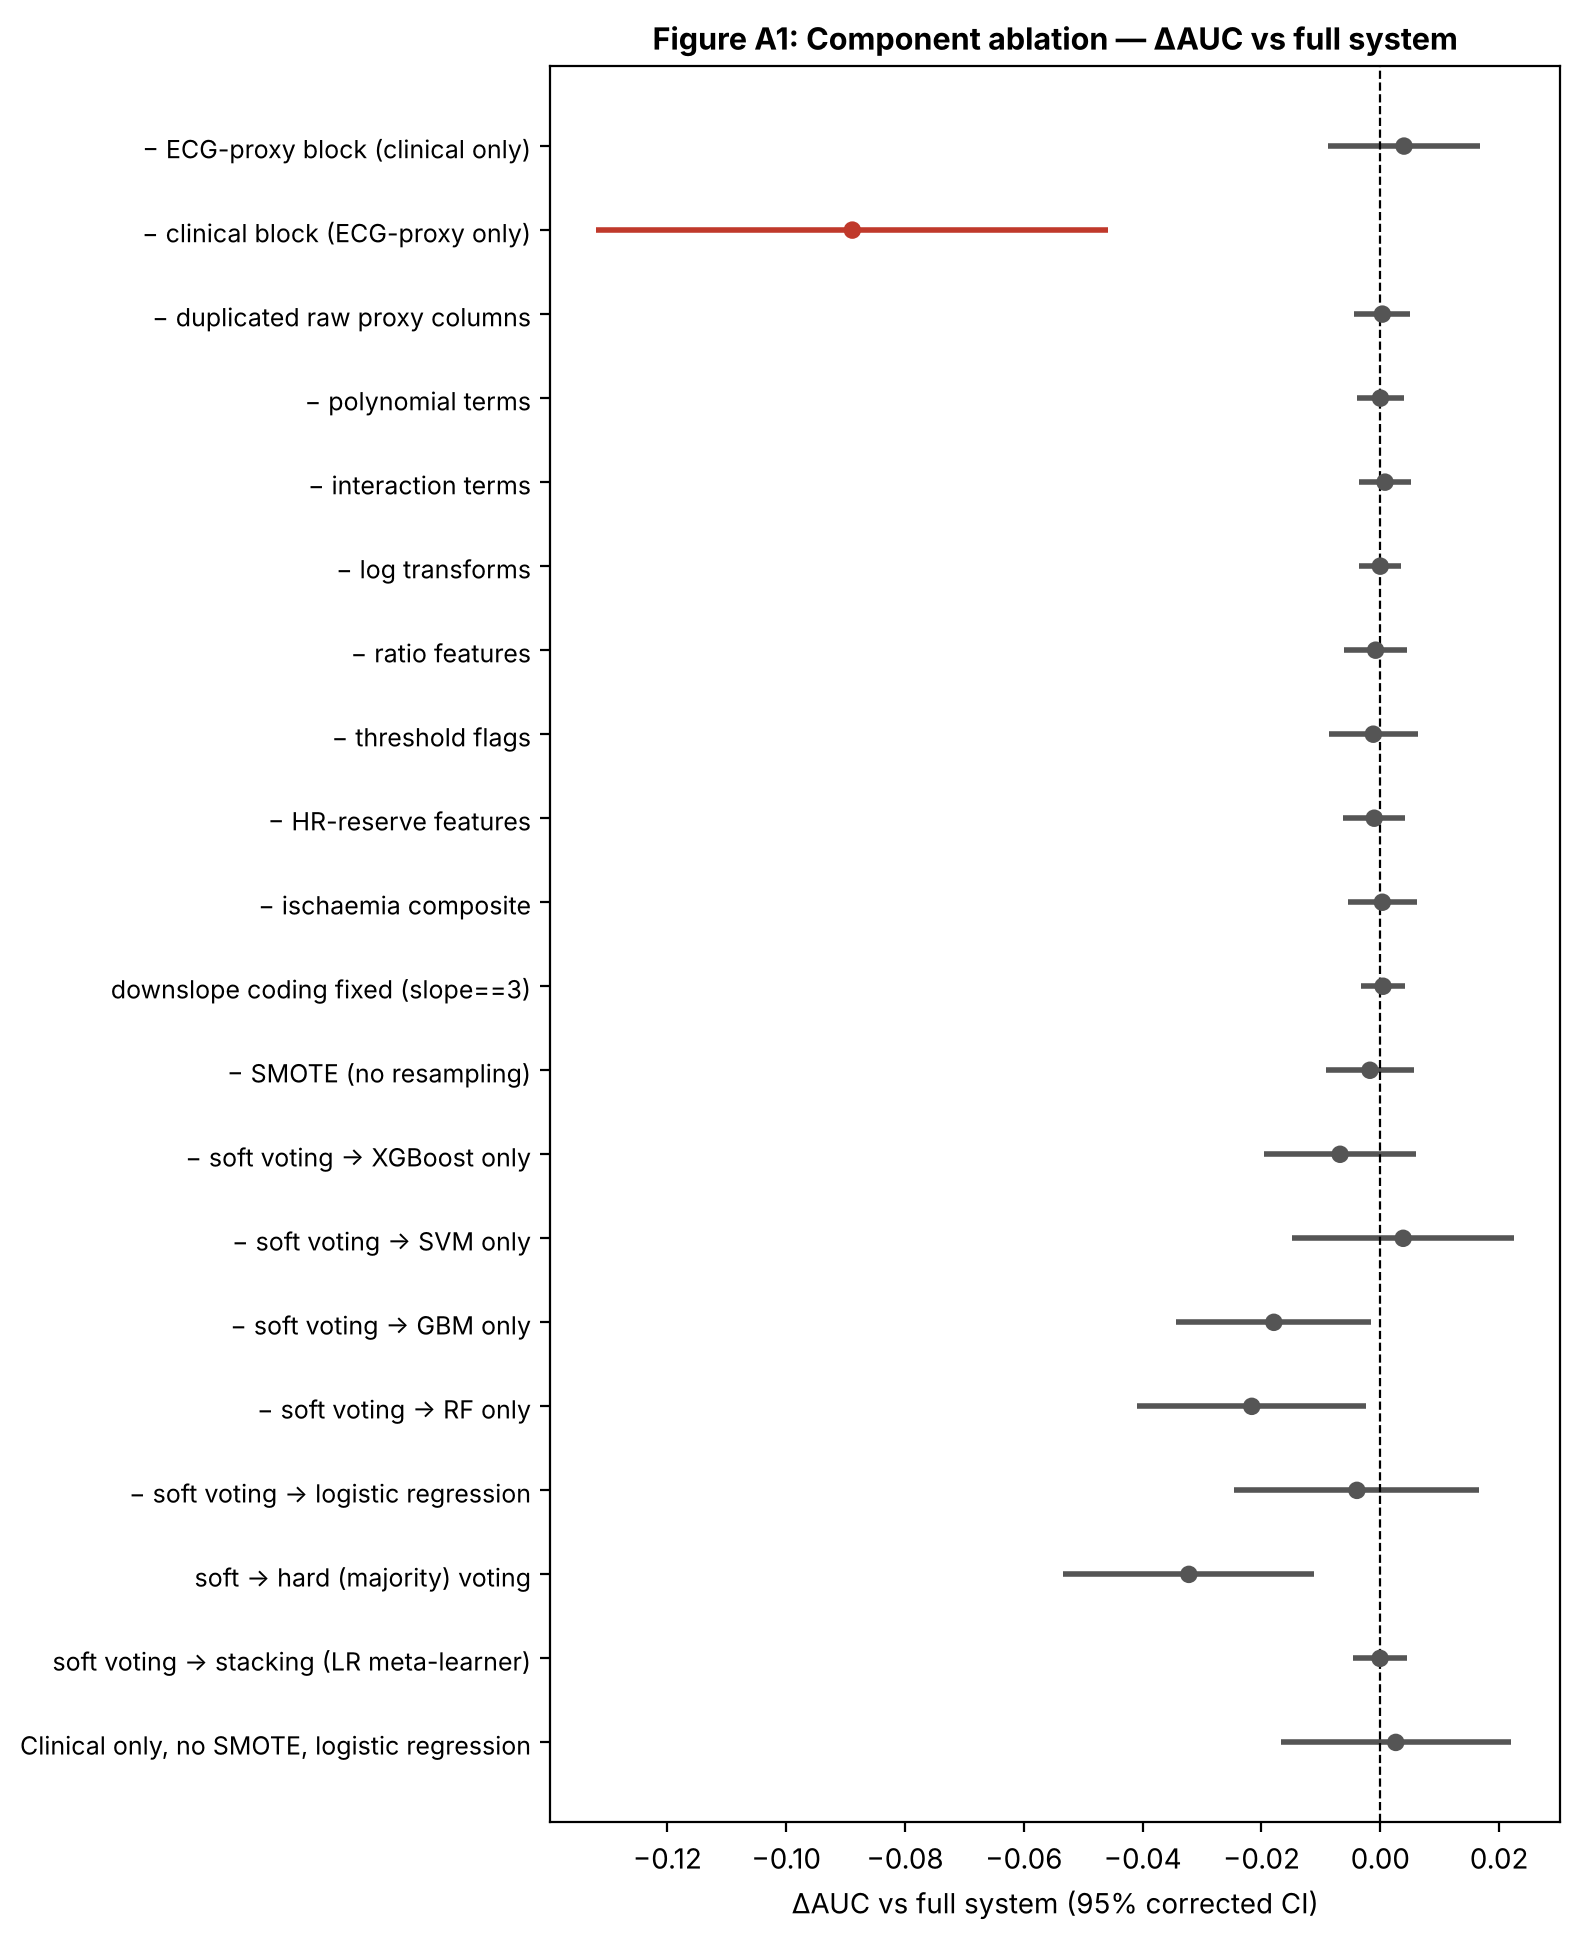 Figure A1: Component ablation — ΔAUC vs full system
− ECG-proxy block (clinical only)
− clinical block (ECG-proxy only)
− duplicated raw proxy columns
− polynomial terms
− interaction terms
− log transforms
− ratio features
− threshold flags
− HR-reserve features
− ischaemia composite
downslope coding fixed (slope==3)
− SMOTE (no resampling)
− soft voting → XGBoost only
− soft voting → SVM only
− soft voting → GBM only
− soft voting → RF only
− soft voting → logistic regression
soft → hard (majority) voting
soft voting → stacking (LR meta-learner)
Clinical only, no SMOTE, logistic regression
−0.12 −0.10 −0.08 −0.06 −0.04 −0.02 0.00 0.02
ΔAUC vs full system (95% corrected CI)